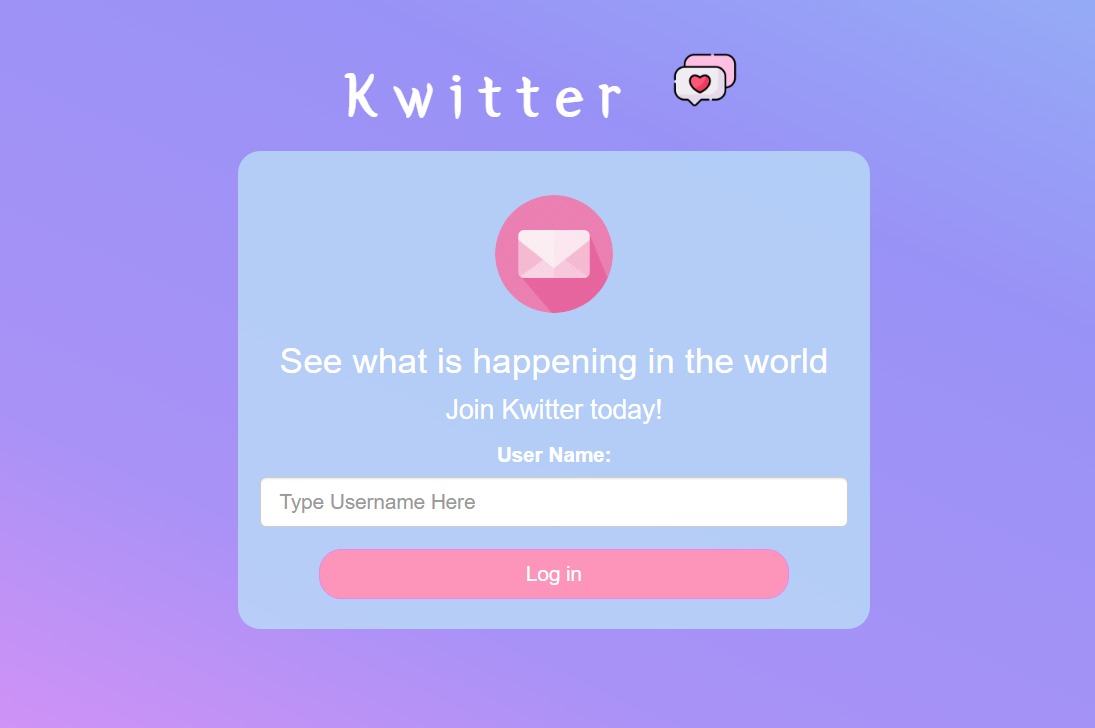 Kwitter
See what is happening in the world
Join Kwitter today!
User Name:
Type Username Here
Log in